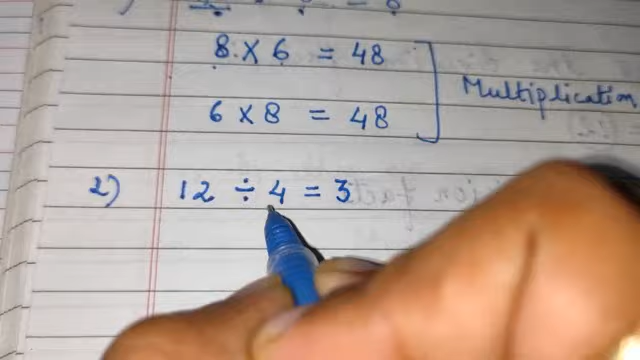 8 × 6 = 48
6 × 8 = 48
Multiplication
2) 12 ÷ 4 = 3